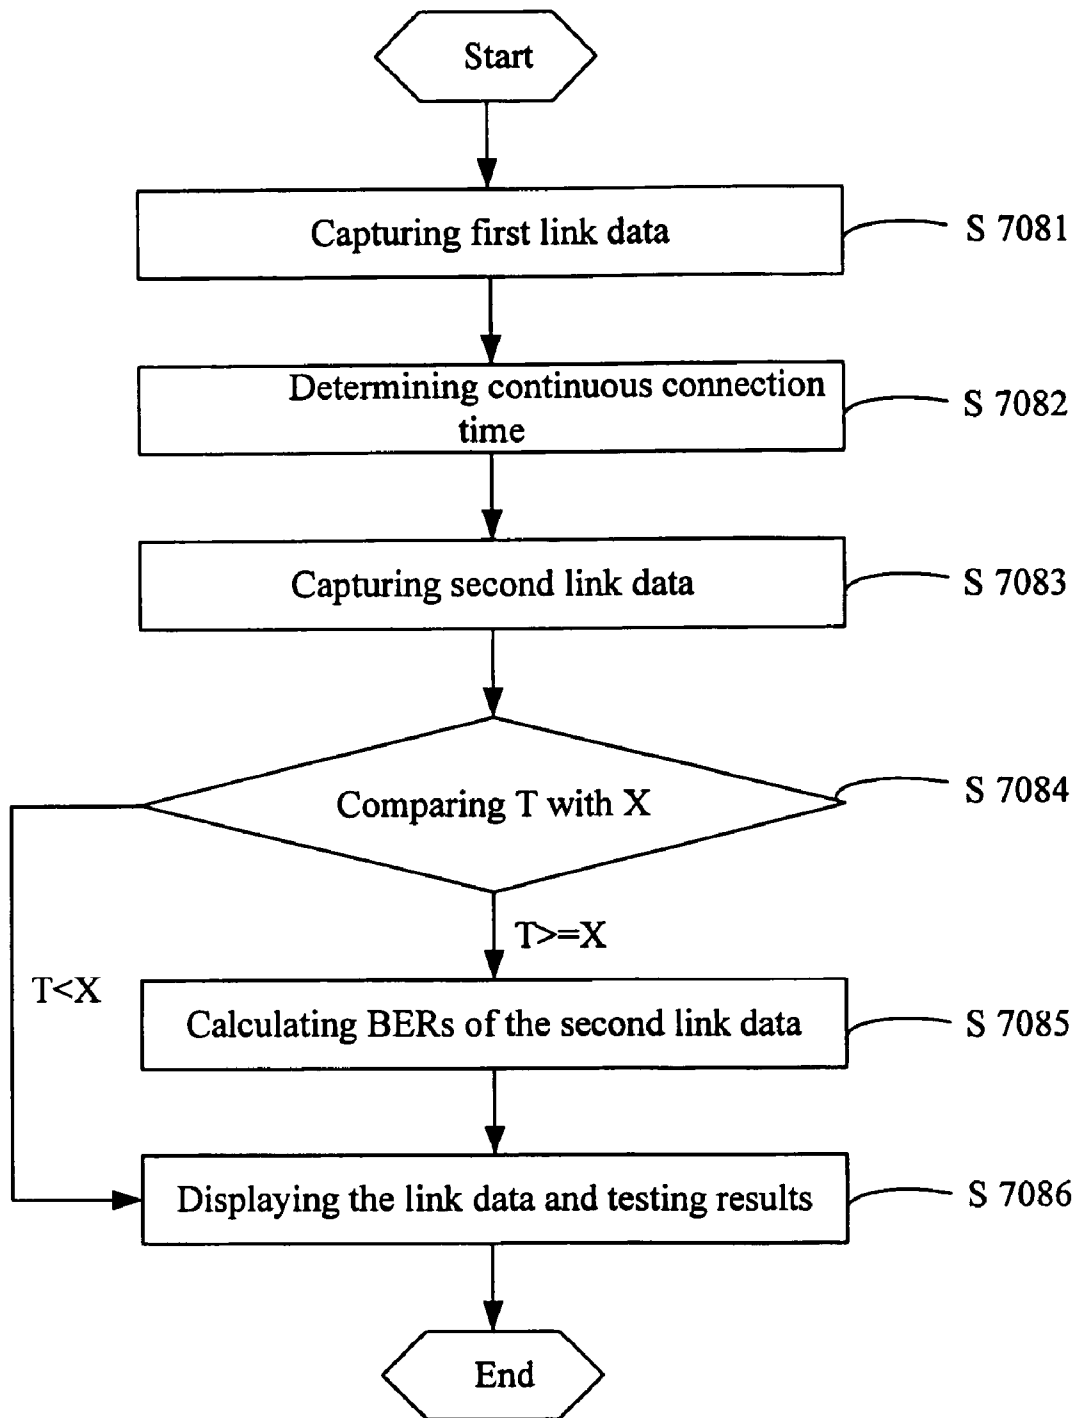 Start
Capturing first link data
S 7081
Determining continuous connection
time
S 7082
Capturing second link data
S 7083
Comparing T with X
S 7084
T>=X
T<X
Calculating BERs of the second link data
S 7085
Displaying the link data and testing results
S 7086
End